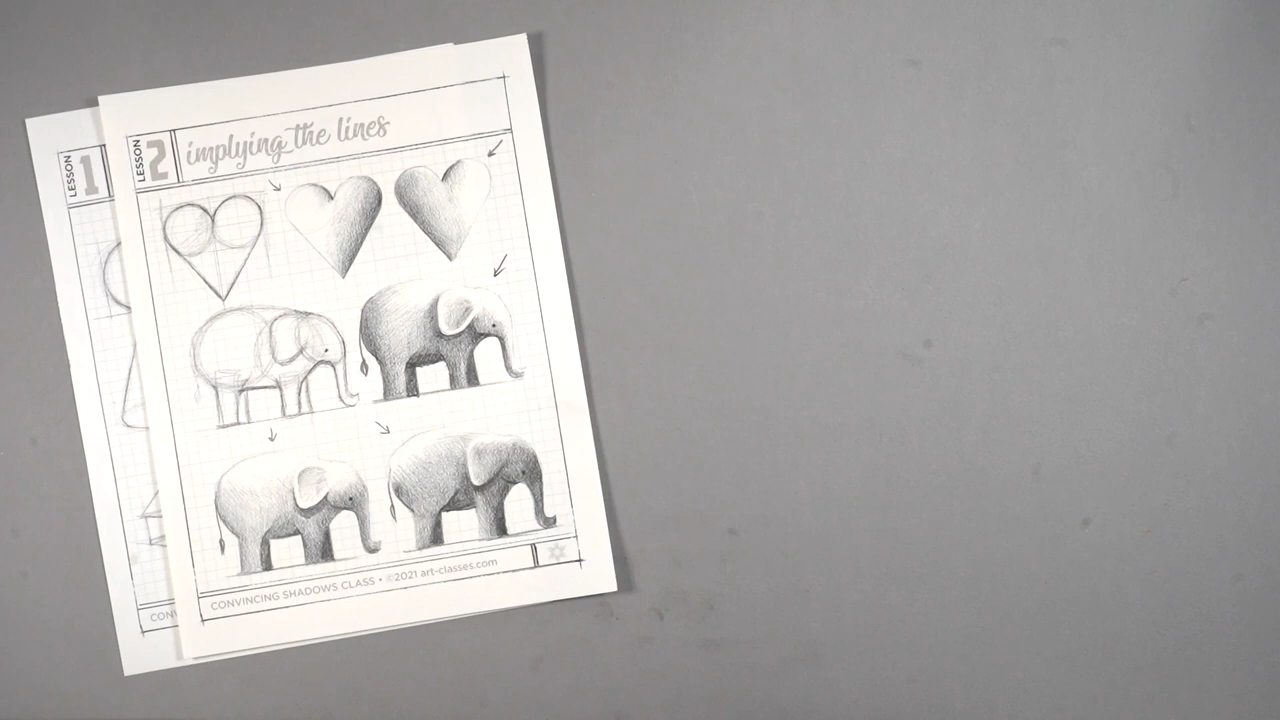 LESSON 1
CONV
LESSON 2
implying the lines
CONVINCING SHADOWS CLASS • ©2021 art-classes.com